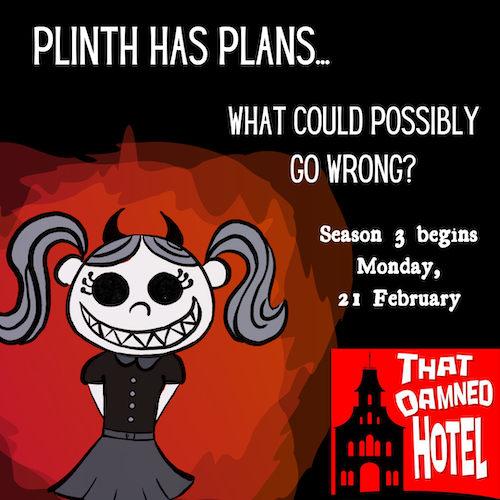 PLINTH HAS PLANS...
WHAT COULD POSSIBLY
GO WRONG?
Season 3 begins
Monday,
21 February
THAT
DAMNED
HOTEL